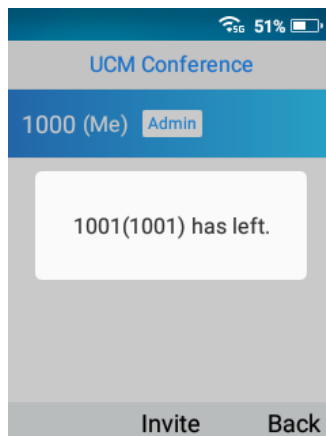 5G 51%
UCM Conference
1000 (Me) Admin
1001(1001) has left.
Invite Back